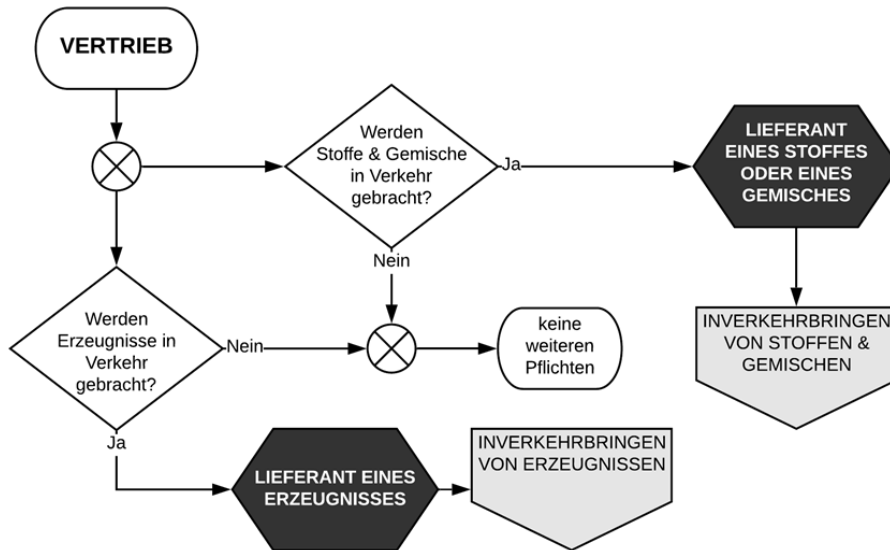 VERTRIEB
Werden
Stoffe & Gemische
in Verkehr
gebracht?
Ja
LIEFERANT
EINES STOFFES
ODER EINES
GEMISCHES
Nein
INVERKEHRBRINGEN
VON STOFFEN &
GEMISCHEN
Werden
Erzeugnisse in
Verkehr
gebracht?
Nein
keine
weiteren
Pflichten
Ja
LIEFERANT EINES
ERZEUGNISSES
INVERKEHRBRINGEN
VON ERZEUGNISSEN